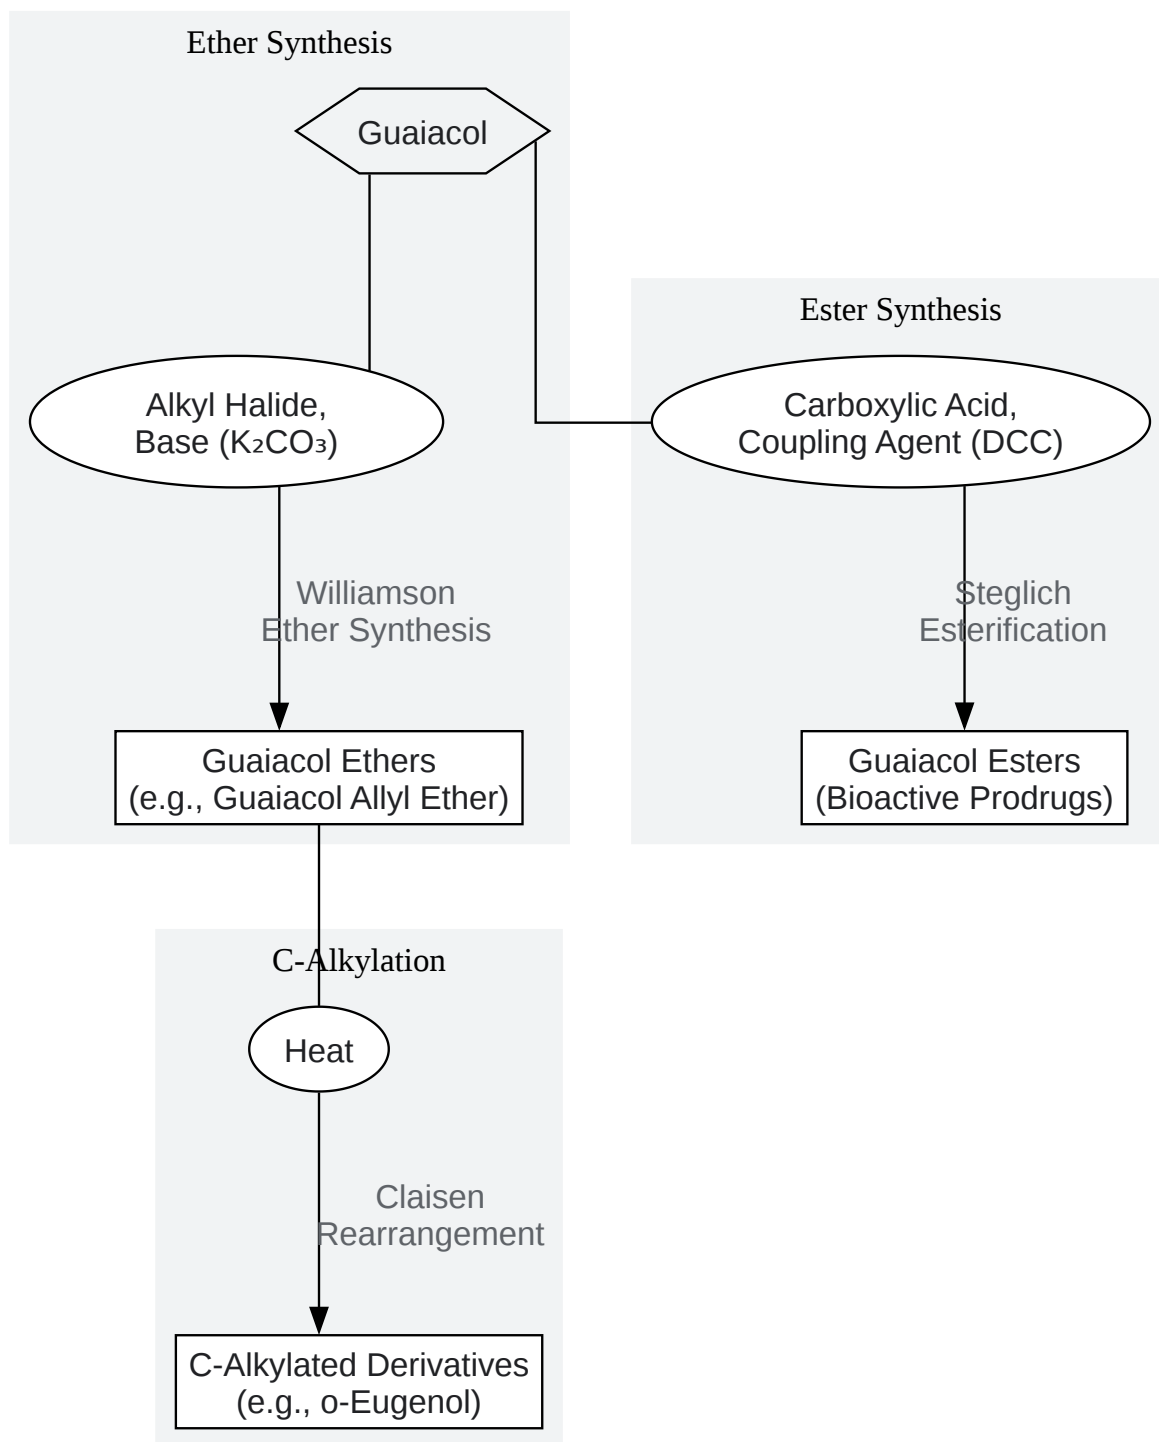 Ether Synthesis
Guaiacol
Ester Synthesis
Alkyl Halide,
Base (K₂CO₃)
Carboxylic Acid,
Coupling Agent (DCC)
Williamson
Ether Synthesis
Steglich
Esterification
Guaiacol Ethers
(e.g., Guaiacol Allyl Ether)
Guaiacol Esters
(Bioactive Prodrugs)
C-Alkylation
Heat
Claisen
Rearrangement
C-Alkylated Derivatives
(e.g., o-Eugenol)